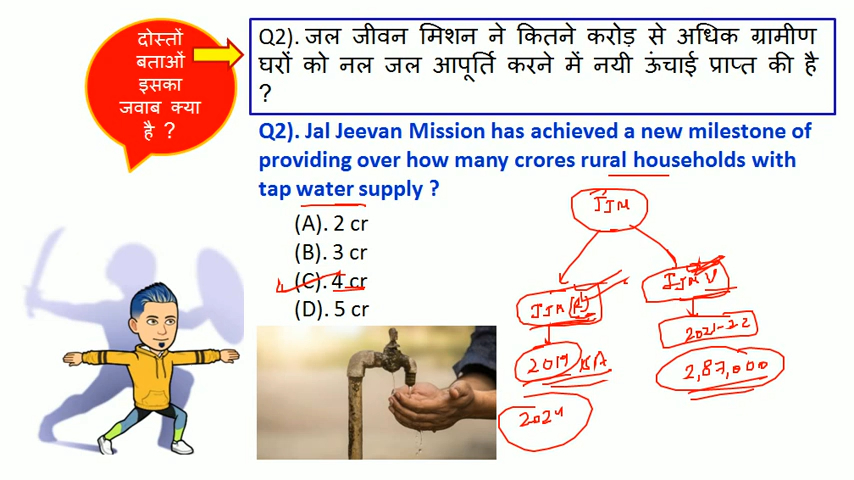 दोस्तों
बताओं
इसका
जवाब क्या
है ?
Q2). जल जीवन मिशन ने कितने करोड़ से अधिक ग्रामीण
घरों को नल जल आपूर्ति करने में नयी ऊंचाई प्राप्त की है
?
Q2). Jal Jeevan Mission has achieved a new milestone of
providing over how many crores rural households with
tap water supply ?
(A). 2 cr
(B). 3 cr
(C). 4 cr
(D). 5 cr
JJM
JJM (R)
JJM U
2019
2021-22
2,87,000
2024